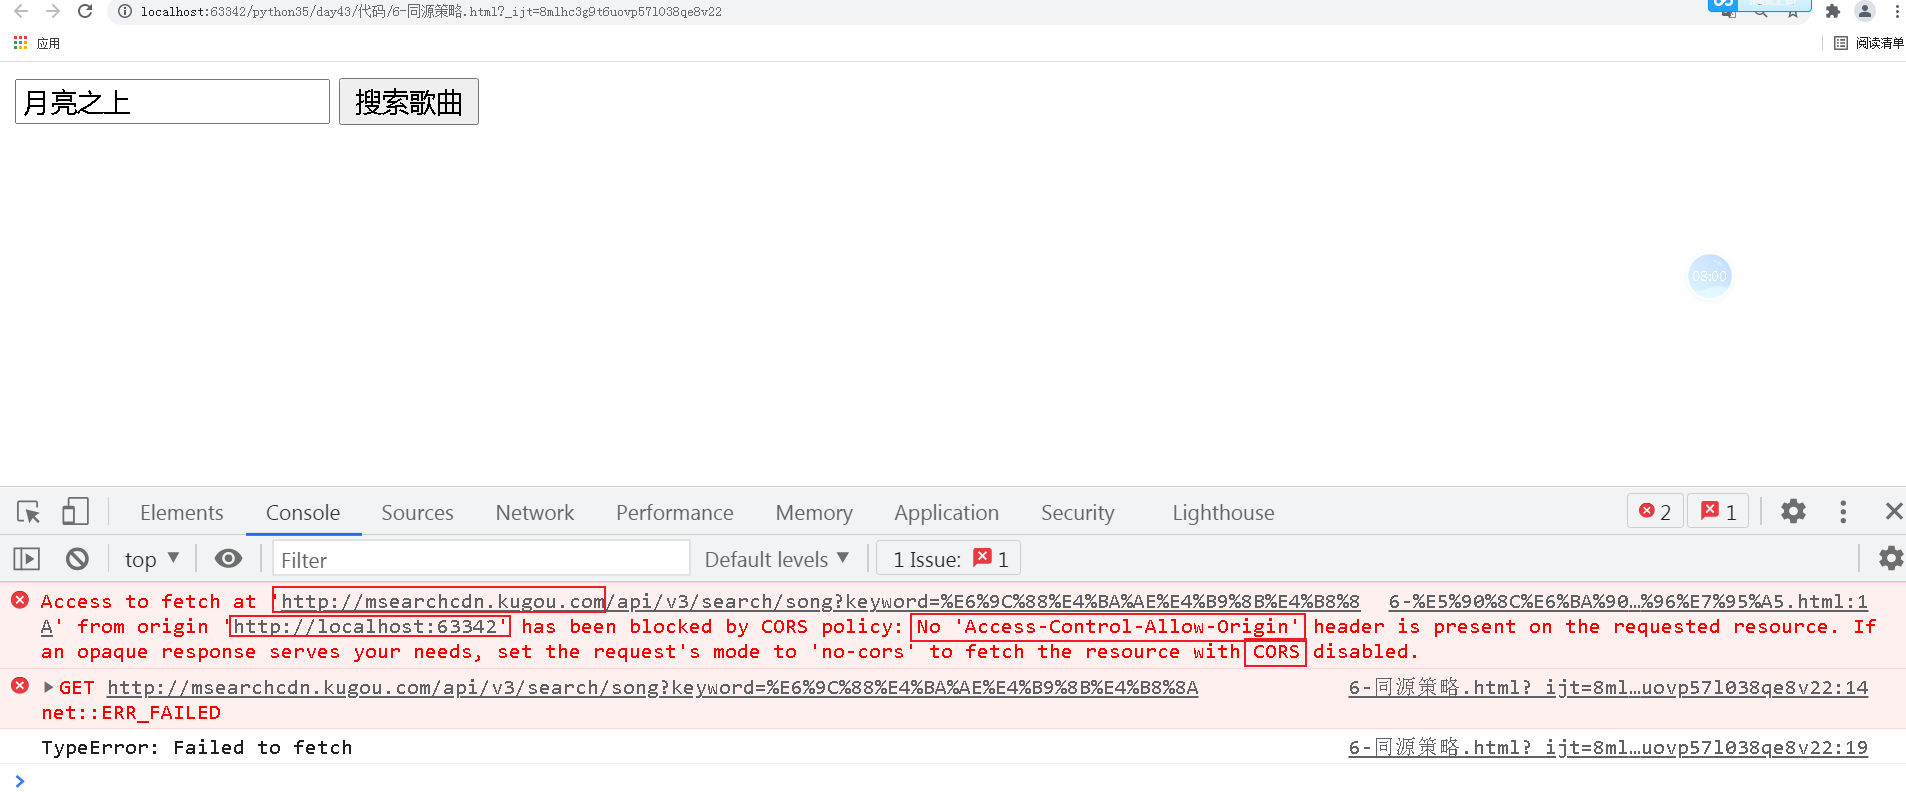 localhost:63342/python35/day43/代码/6-同源策略.html?_ijt=8mlhc3g9t6uovp57l038qe8v22
应用
阅读清单
月亮之上 搜索歌曲
08:00
Elements Console Sources Network Performance Memory Application Security Lighthouse 2 1
top Filter Default levels 1 Issue: 1
Access to fetch at 'http://msearchcdn.kugou.com/api/v3/search/song?keyword=%E6%9C%88%E4%BA%AE%E4%B9%8B%E4%B8%8 6-%E5%90%8C%E6%BA%90…%96%E7%95%A5.html:1
A' from origin 'http://localhost:63342' has been blocked by CORS policy: No 'Access-Control-Allow-Origin' header is present on the requested resource. If
an opaque response serves your needs, set the request's mode to 'no-cors' to fetch the resource with CORS disabled.
GET http://msearchcdn.kugou.com/api/v3/search/song?keyword=%E6%9C%88%E4%BA%AE%E4%B9%8B%E4%B8%8A 6-同源策略.html?_ijt=8ml…uovp57l038qe8v22:14
net::ERR_FAILED
TypeError: Failed to fetch 6-同源策略.html?_ijt=8ml…uovp57l038qe8v22:19